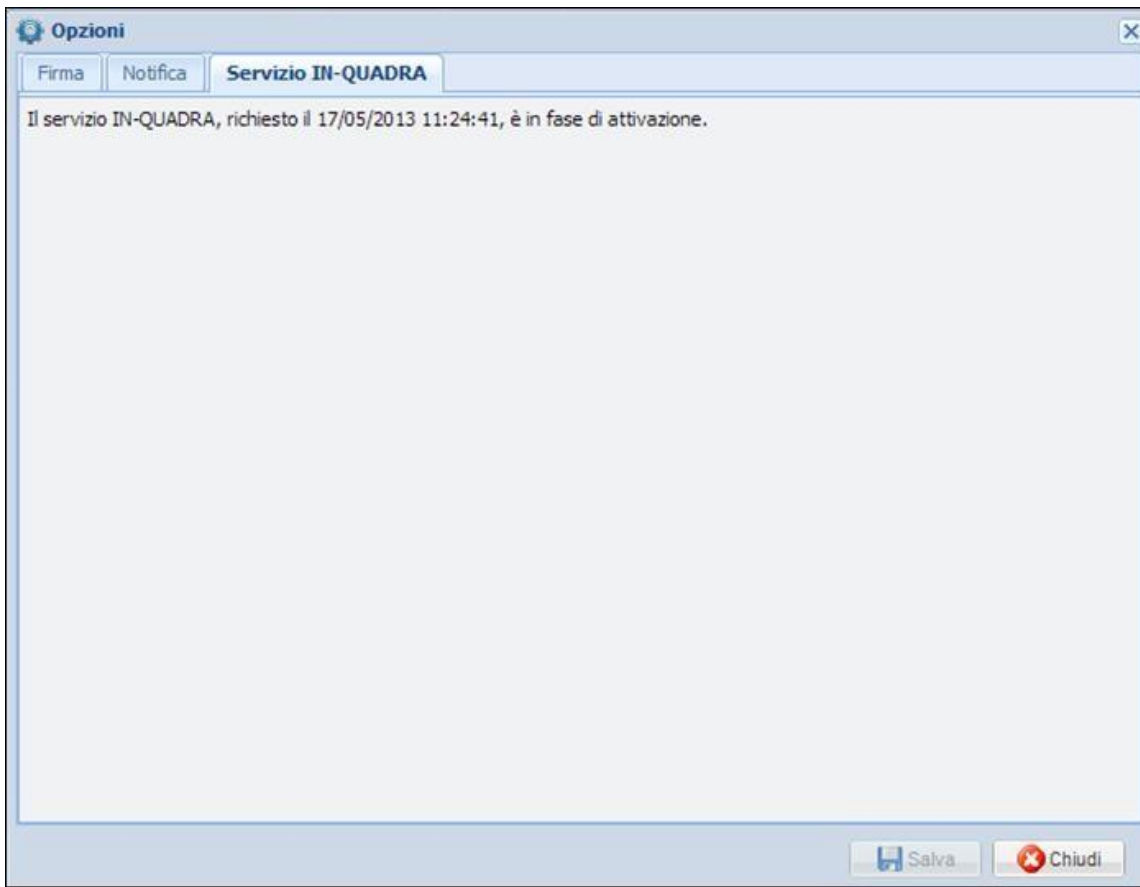 Opzioni
Firma Notifica Servizio IN-QUADRA
Il servizio IN-QUADRA, richiesto il 17/05/2013 11:24:41, è in fase di attivazione.
Salva Chiudi